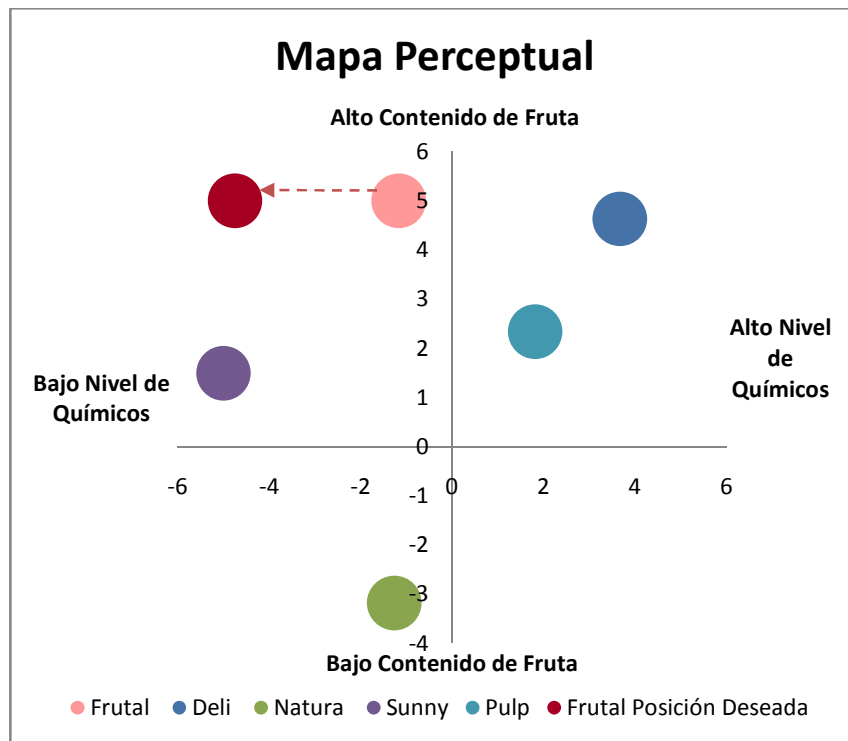 Mapa Perceptual
Alto Contenido de Fruta
6
5
4
3
2
1
0
-1
-2
-3
-4
-6
-4
-2
0
2
4
6
Alto Nivel
de
Químicos
Bajo Nivel de
Químicos
Bajo Contenido de Fruta
Frutal
Deli
Natura
Sunny
Pulp
Frutal Posición Deseada